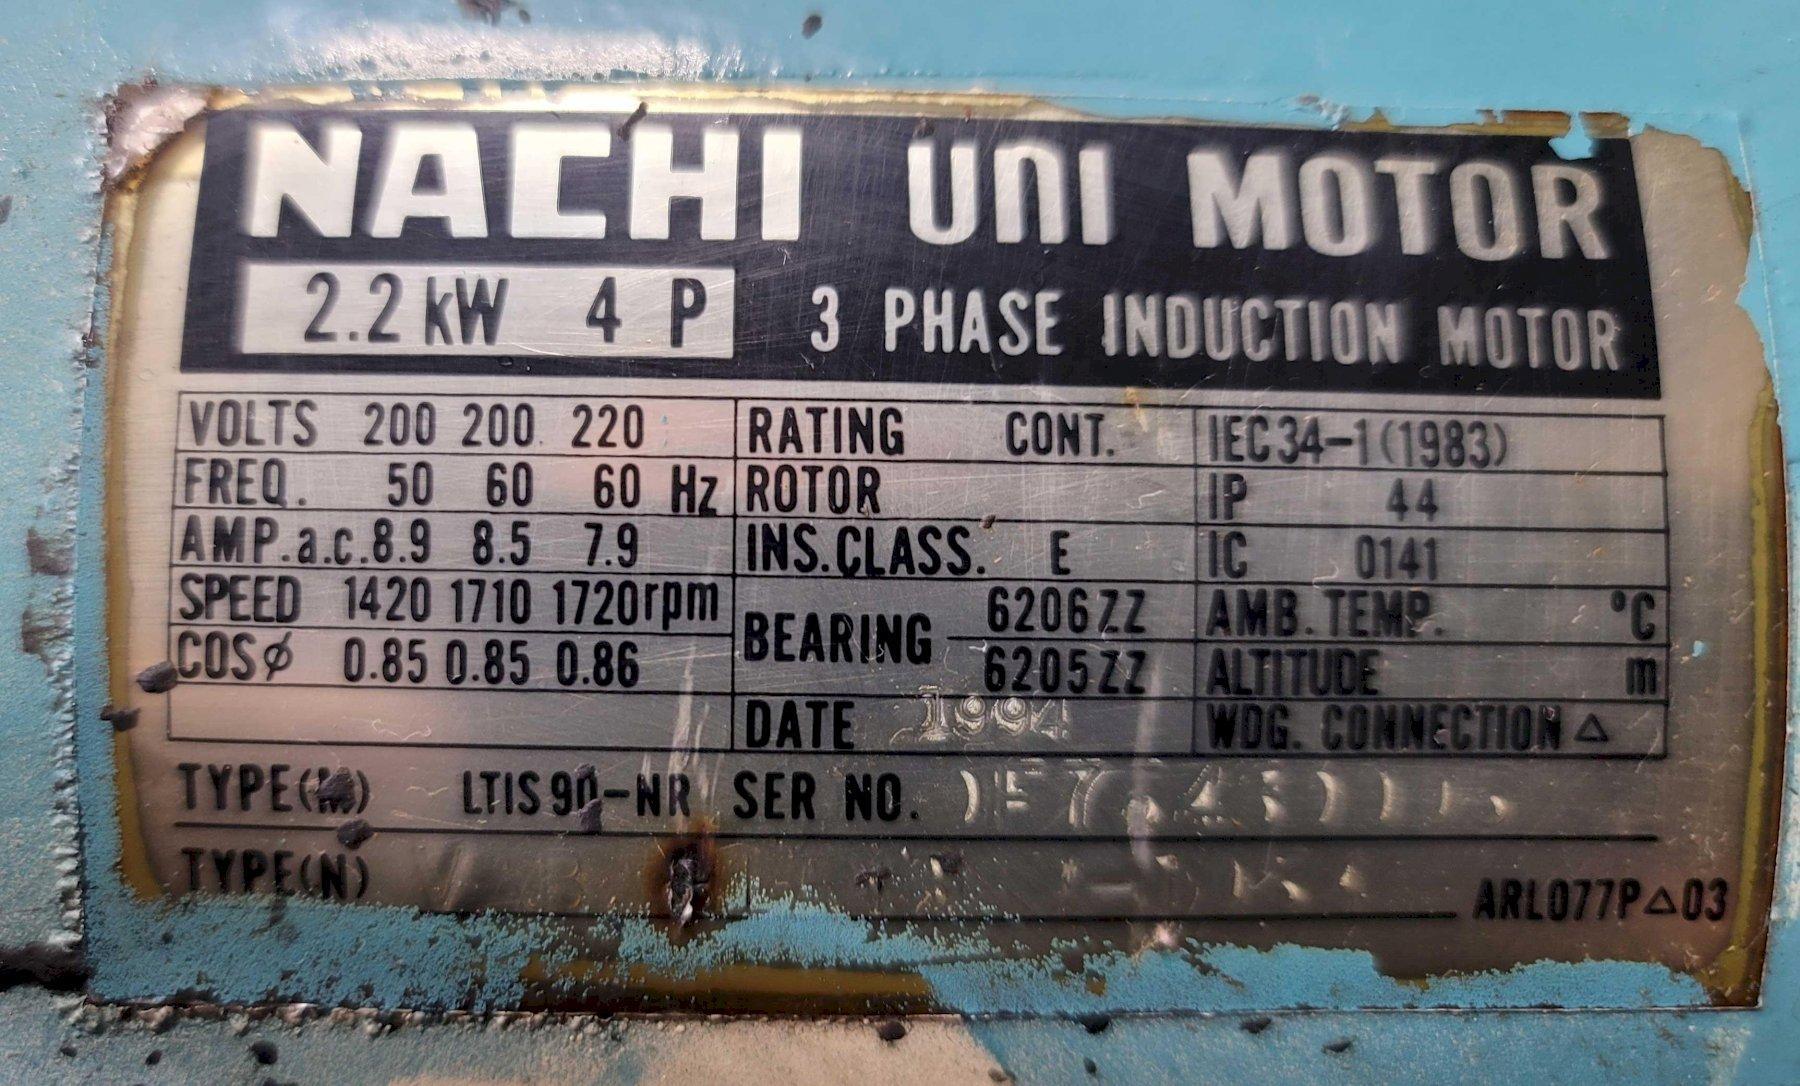 NACHI UNI MOTOR
2.2 kW 4 P 3 PHASE INDUCTION MOTOR
VOLTS 200 200 220 RATING CONT. IEC34-1(1983)
FREQ. 50 60 60 Hz ROTOR IP 44
AMP.a.c. 8.9 8.5 7.9 INS.CLASS. E IC 0141
SPEED 1420 1710 1720rpm BEARING 6206ZZ AMB. TEMP. °C
COSφ 0.85 0.85 0.86 6205ZZ ALTITUDE m
DATE 1994 WDG. CONNECTION △
TYPE(M) LTIS90-NR SER NO.
TYPE(N)
ARL077P△03